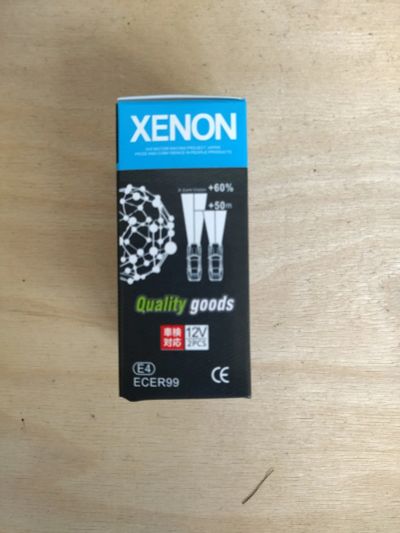 XENON
+60%
+50m
Quality goods
車検
対応
12V
2PCS
E4
ECER99
CE